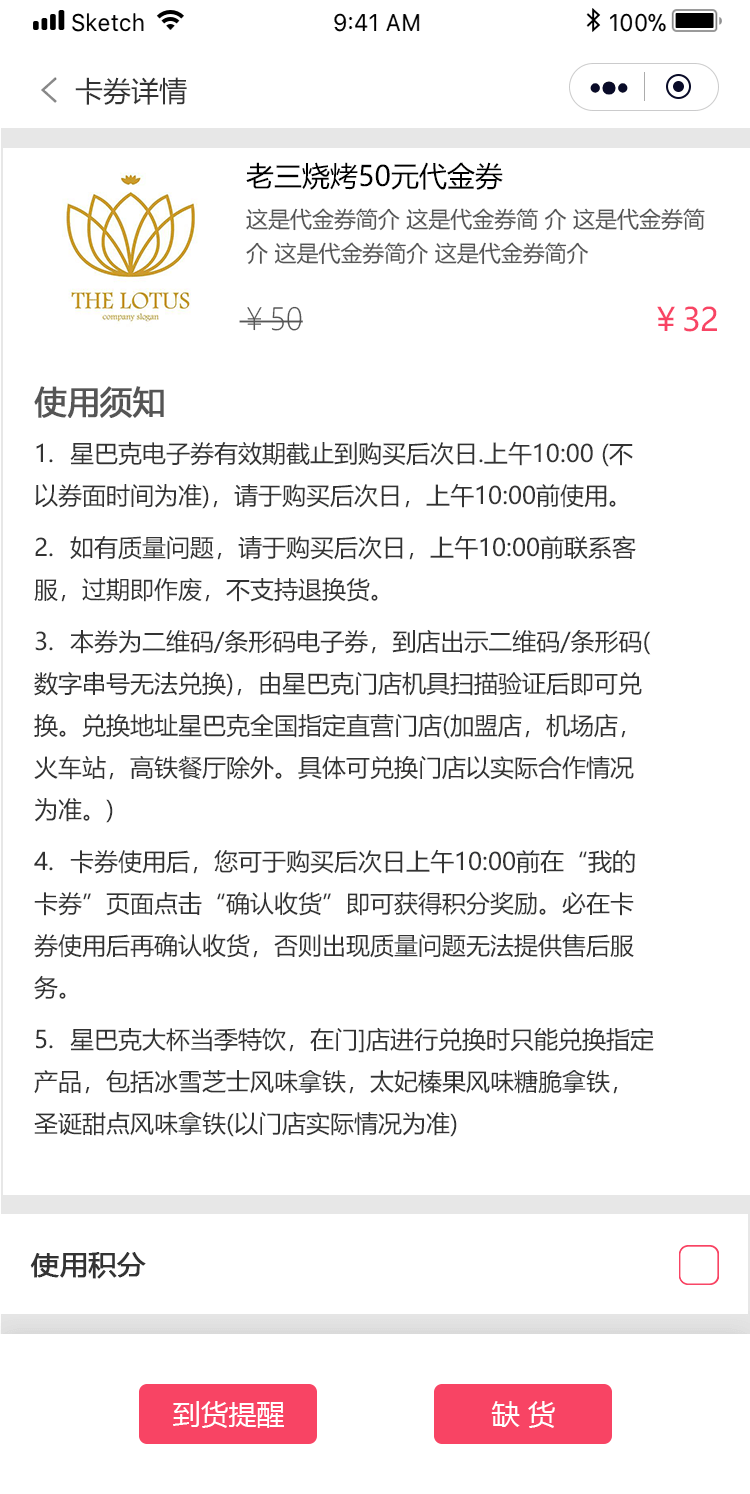 Sketch 9:41 AM 100%
卡券详情
老三烧烤50元代金券
这是代金券简介 这是代金券简 介 这是代金券简
介 这是代金券简介 这是代金券简介
THE LOTUS
company slogan
¥ 50 ¥ 32
使用须知
1. 星巴克电子券有效期截止到购买后次日.上午10:00 (不
以券面时间为准)，请于购买后次日，上午10:00前使用。
2. 如有质量问题，请于购买后次日，上午10:00前联系客
服，过期即作废，不支持退换货。
3. 本券为二维码/条形码电子券，到店出示二维码/条形码(
数字串号无法兑换)，由星巴克门店机具扫描验证后即可兑
换。兑换地址星巴克全国指定直营门店(加盟店，机场店，
火车站，高铁餐厅除外。具体可兑换门店以实际合作情况
为准。)
4. 卡券使用后，您可于购买后次日上午10:00前在“我的
卡券”页面点击“确认收货”即可获得积分奖励。必在卡
券使用后再确认收货，否则出现质量问题无法提供售后服
务。
5. 星巴克大杯当季特饮，在门]店进行兑换时只能兑换指定
产品，包括冰雪芝士风味拿铁，太妃榛果风味糖脆拿铁，
圣诞甜点风味拿铁(以门店实际情况为准)
使用积分
到货提醒 缺 货